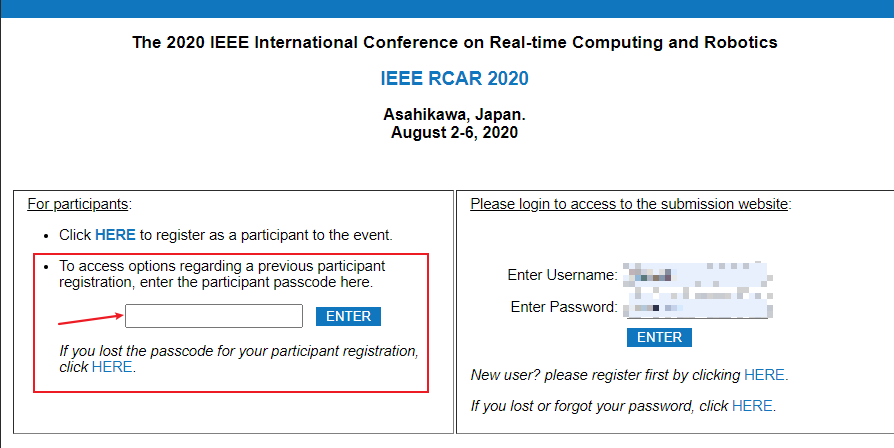 The 2020 IEEE International Conference on Real-time Computing and Robotics
IEEE RCAR 2020
Asahikawa, Japan.
August 2-6, 2020
For participants:
• Click HERE to register as a participant to the event.
• To access options regarding a previous participant
registration, enter the participant passcode here.
ENTER
If you lost the passcode for your participant registration,
click HERE.
Please login to access to the submission website:
Enter Username:
Enter Password:
ENTER
New user? please register first by clicking HERE.
If you lost or forgot your password, click HERE.